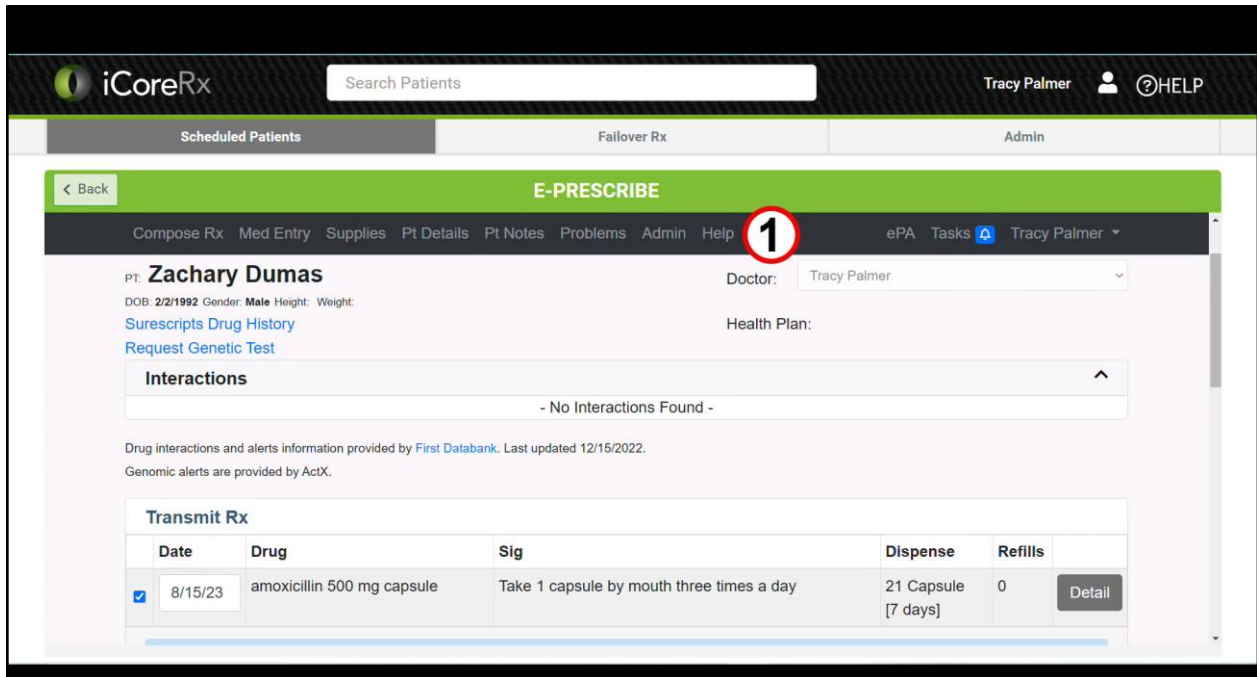 iCoreRx
Search Patients
Tracy Palmer
HELP
Scheduled Patients
Failover Rx
Admin
Back
E-PRESCRIBE
Compose Rx Med Entry Supplies Pt Details Pt Notes Problems Admin Help 1 ePA Tasks Tracy Palmer
PT: Zachary Dumas
Doctor: Tracy Palmer
DOB: 2/2/1992 Gender: Male Height: Weight:
Surescripts Drug History
Health Plan:
Request Genetic Test
Interactions
- No Interactions Found -
Drug interactions and alerts information provided by First Databank. Last updated 12/15/2022.
Genomic alerts are provided by ActX.
Transmit Rx
Date Drug Sig Dispense Refills
8/15/23 amoxicillin 500 mg capsule Take 1 capsule by mouth three times a day 21 Capsule 0 Detail
[7 days]